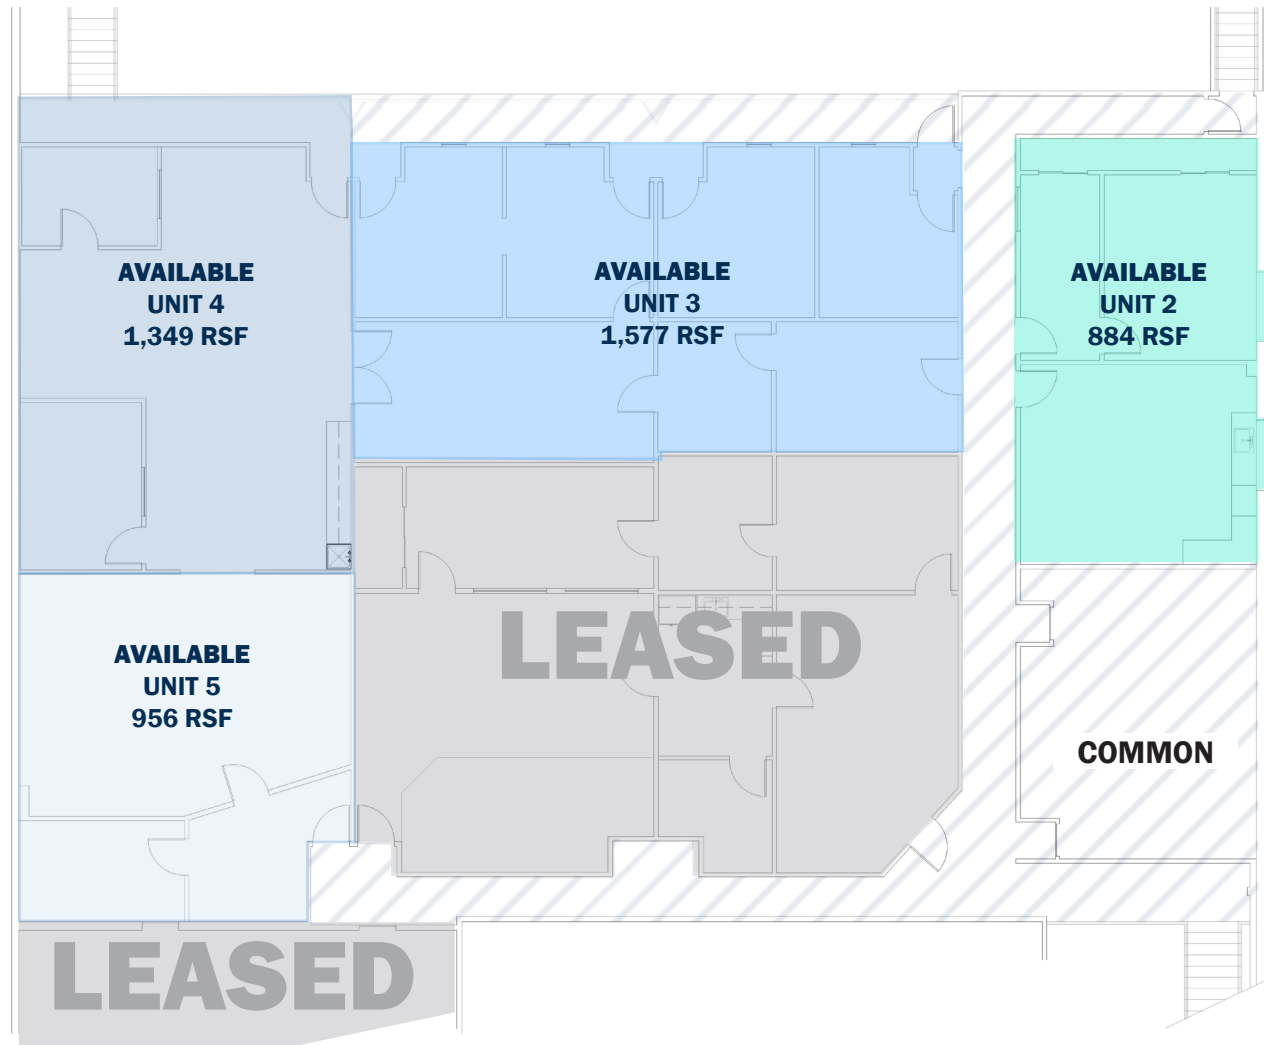 AVAILABLE
UNIT 4
1,349 RSF
AVAILABLE
UNIT 3
1,577 RSF
AVAILABLE
UNIT 2
884 RSF
LEASED
AVAILABLE
UNIT 5
956 RSF
COMMON
LEASED